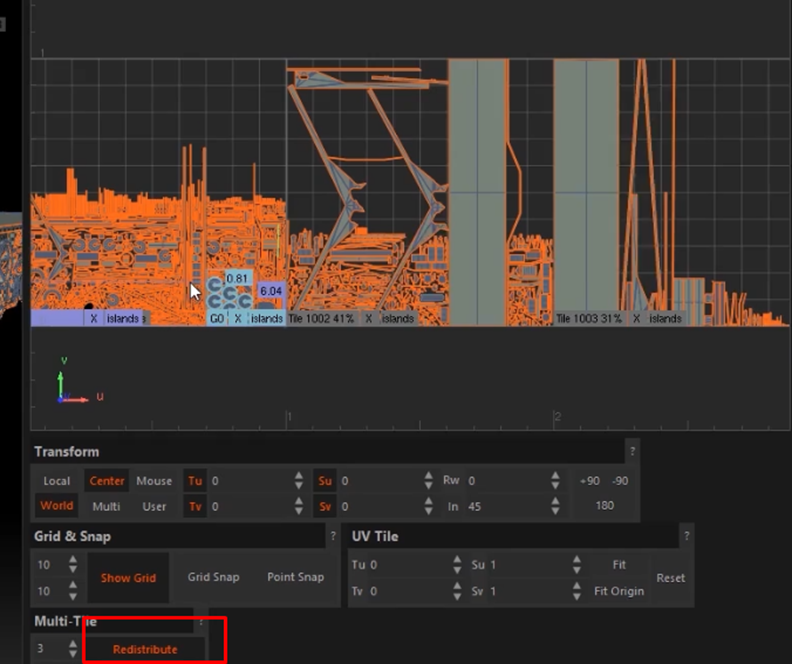 1
0.81
6.04
X islands
G0 X islands
Tile 1002 41% X islands
Tile 1003 31% X islands
V
U
1
2
Transform ?
Local Center Mouse Tu 0 Su 0 Rw 0 +90 -90
World Multi User Tv 0 Sv 0 In 45 180
Grid & Snap ?
UV Tile ?
10 Show Grid Grid Snap Point Snap
10
Tu 0 Su 1 Fit Reset
Tv 0 Sv 1 Fit Origin
Multi-Tile ?
3 Redistribute